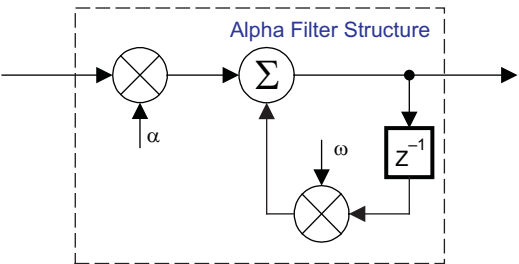 Alpha Filter Structure
Σ
α
ω
z⁻¹